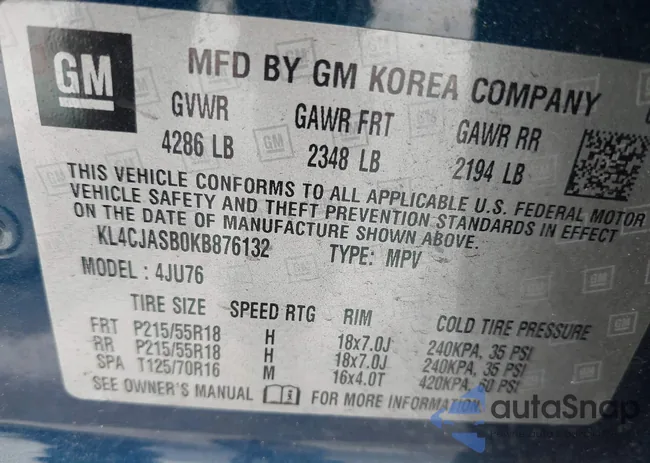 GM
MFD BY GM KOREA COMPANY
GVWR GAWR FRT GAWR RR
4286 LB 2348 LB 2194 LB
THIS VEHICLE CONFORMS TO ALL APPLICABLE U.S. FEDERAL MOTOR
VEHICLE SAFETY AND THEFT PREVENTION STANDARDS IN EFFECT
ON THE DATE OF MANUFACTURE SHOWN ABOVE.
KL4CJASB0KB876132 TYPE: MPV
MODEL: 4JU76
TIRE SIZE SPEED RTG RIM COLD TIRE PRESSURE
FRT P215/55R18 H 18x7.0J 240KPA, 35 PSI
RR P215/55R18 H 18x7.0J 240KPA, 35 PSI
SPA T125/70R16 M 16x4.0T 420KPA, 60 PSI
SEE OWNER'S MANUAL FOR MORE INFORMATION.
autoSnap